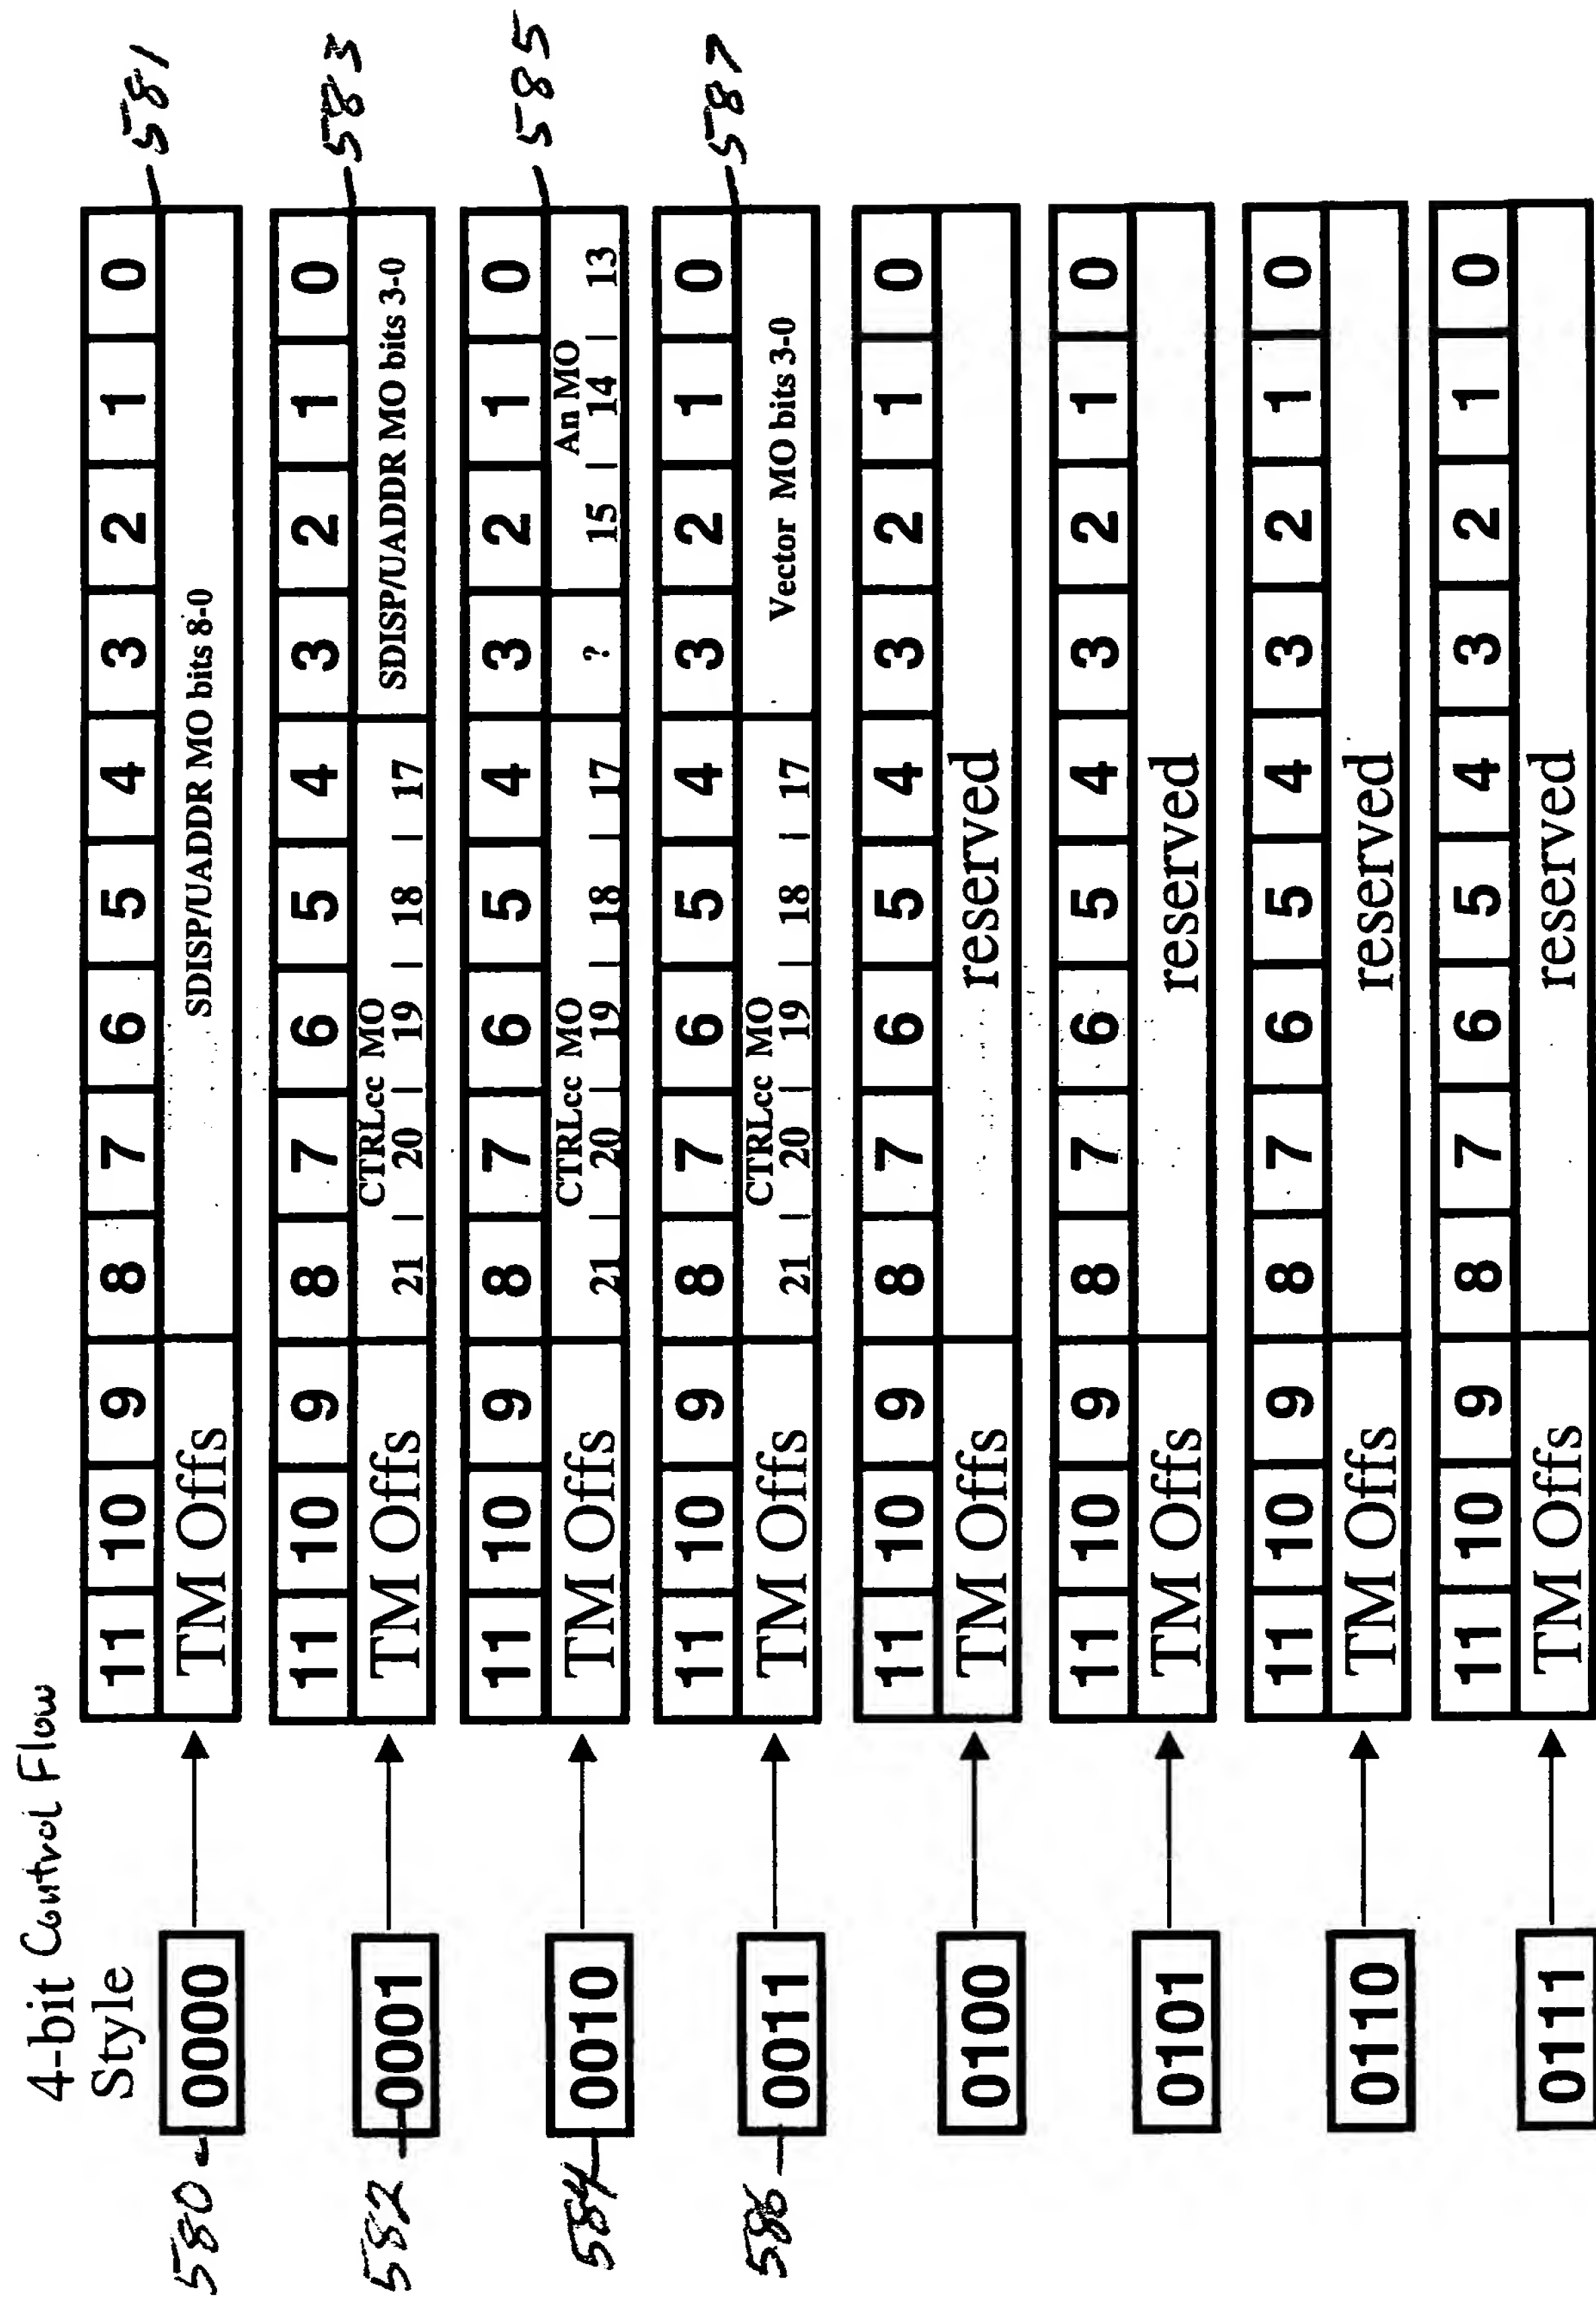 4-bit Control Flow
Style
580 0000
11 10 9 8 7 6 5 4 3 2 1 0
TM Offs SDISP/UADDR MO bits 8-0
581
582 0001
11 10 9 8 7 6 5 4 3 2 1 0
CTRLcc MO
TM Offs 21 | 20 | 19 | 18 | 17 SDISP/UADDR MO bits 3-0
583
584 0010
11 10 9 8 7 6 5 4 3 2 1 0
CTRLcc MO An MO
TM Offs 21 | 20 | 19 | 18 | 17 ? 15 | 14 | 13
585
586 0011
11 10 9 8 7 6 5 4 3 2 1 0
CTRLcc MO
TM Offs 21 | 20 | 19 | 18 | 17 Vector MO bits 3-0
587
0100
11 10 9 8 7 6 5 4 3 2 1 0
TM Offs reserved
0101
11 10 9 8 7 6 5 4 3 2 1 0
TM Offs reserved
0110
11 10 9 8 7 6 5 4 3 2 1 0
TM Offs reserved
0111
11 10 9 8 7 6 5 4 3 2 1 0
TM Offs reserved